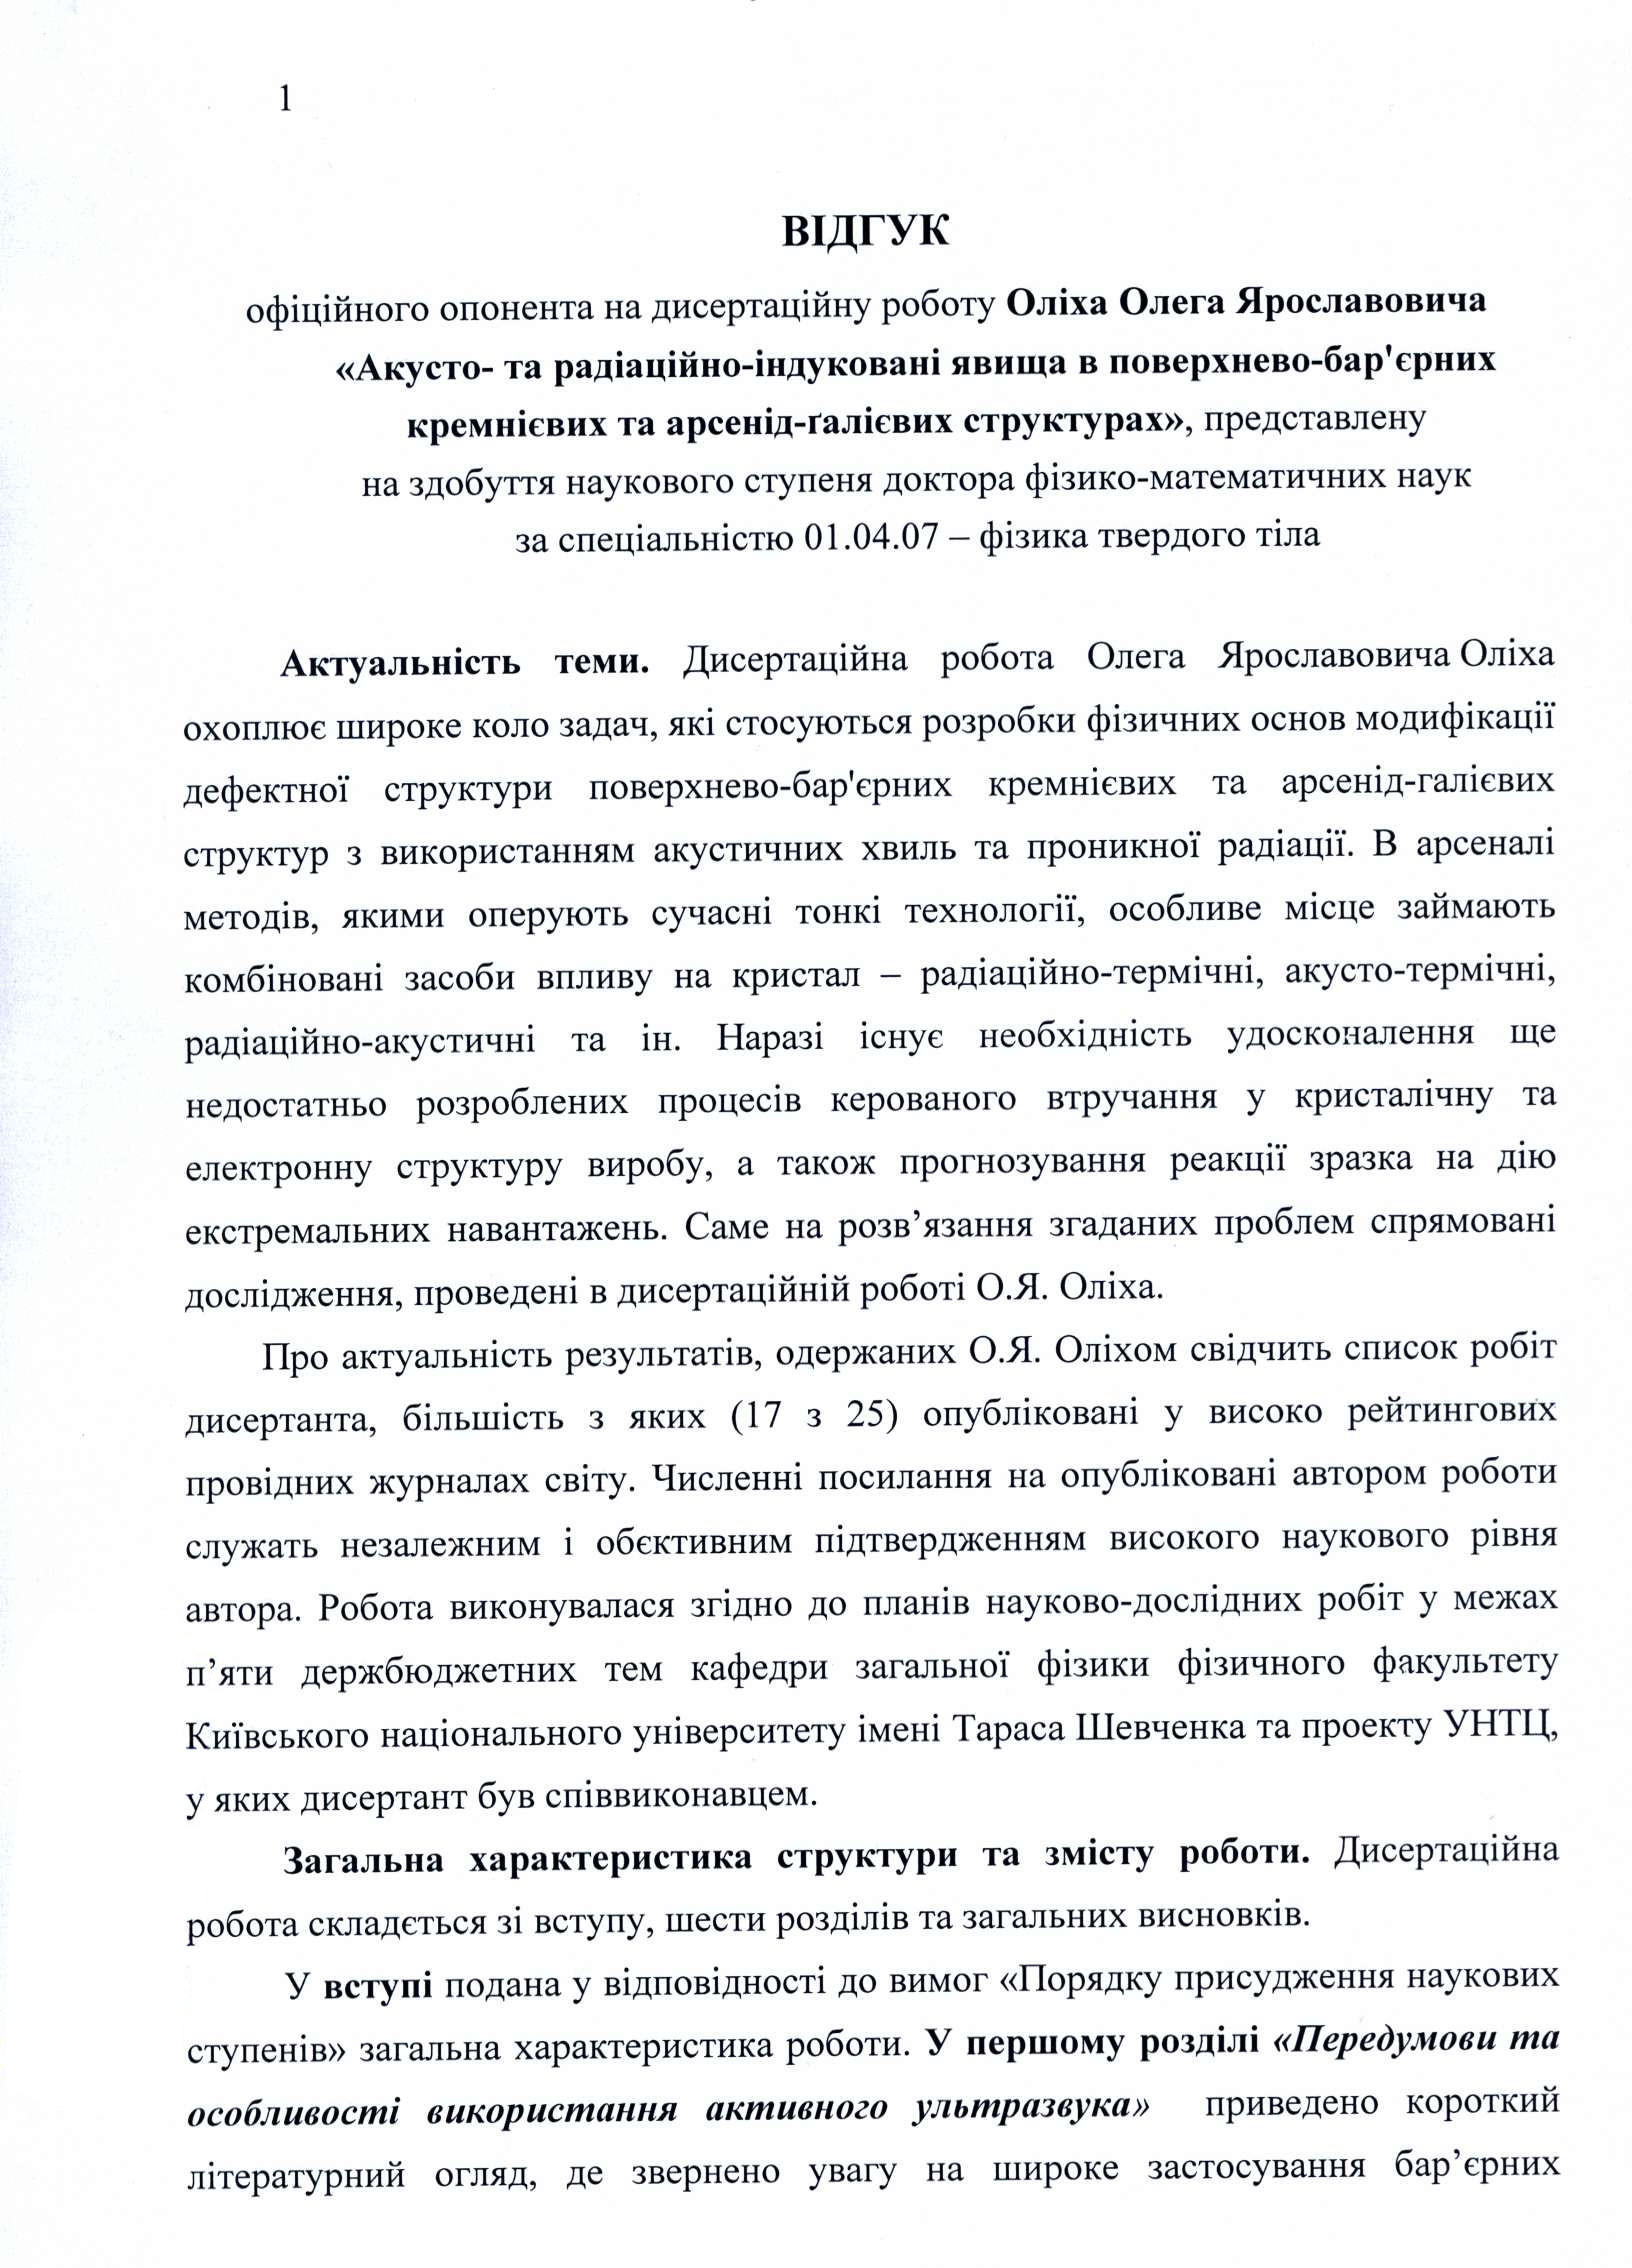 1
ВІДГУК
офіційного опонента на дисертаційну роботу Оліха Олега Ярославовича
«Акусто- та радіаційно-індуковані явища в поверхнево-бар'єрних
кремнієвих та арсенід-ґалієвих структурах», представлену
на здобуття наукового ступеня доктора фізико-математичних наук
за спеціальністю 01.04.07 – фізика твердого тіла
Актуальність теми. Дисертаційна робота Олега Ярославовича Оліха
охоплює широке коло задач, які стосуються розробки фізичних основ модифікації
дефектної структури поверхнево-бар'єрних кремнієвих та арсенід-галієвих
структур з використанням акустичних хвиль та проникної радіації. В арсеналі
методів, якими оперують сучасні тонкі технології, особливе місце займають
комбіновані засоби впливу на кристал – радіаційно-термічні, акусто-термічні,
радіаційно-акустичні та ін. Наразі існує необхідність удосконалення ще
недостатньо розроблених процесів керованого втручання у кристалічну та
електронну структуру виробу, а також прогнозування реакції зразка на дію
екстремальних навантажень. Саме на розв’язання згаданих проблем спрямовані
дослідження, проведені в дисертаційній роботі О.Я. Оліха.
Про актуальність результатів, одержаних О.Я. Оліхом свідчить список робіт
дисертанта, більшість з яких (17 з 25) опубліковані у високо рейтингових
провідних журналах світу. Численні посилання на опубліковані автором роботи
служать незалежним і обєктивним підтвердженням високого наукового рівня
автора. Робота виконувалася згідно до планів науково-дослідних робіт у межах
п’яти держбюджетних тем кафедри загальної фізики фізичного факультету
Київського національного університету імені Тараса Шевченка та проекту УНТЦ,
у яких дисертант був співвиконавцем.
Загальна характеристика структури та змісту роботи. Дисертаційна
робота складється зі вступу, шести розділів та загальних висновків.
У вступі подана у відповідності до вимог «Порядку присудження наукових
ступенів» загальна характеристика роботи. У першому розділі «Передумови та
особливості використання активного ультразвука» приведено короткий
літературний огляд, де звернено увагу на широке застосування бар’єрних